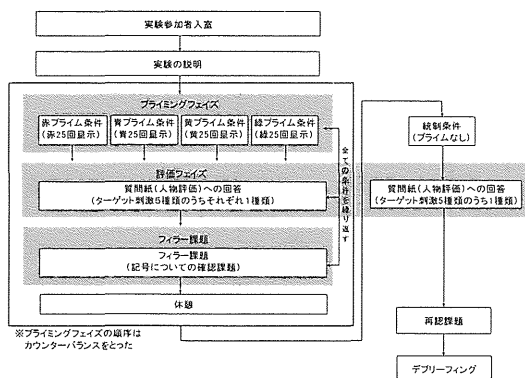 実験参加者入室
実験の説明
プライミングフェイズ
赤プライム条件
(赤25回呈示)
青プライム条件
(青25回呈示)
黄プライム条件
(黄25回呈示)
緑プライム条件
(緑25回呈示)
全ての条件を繰り返す
評価フェイズ
質問紙(人物評価)への回答
(ターゲット刺激5種類のうちそれぞれ1種類)
フィラー課題
フィラー課題
(記号についての確認課題)
休憩
※プライミングフェイズの順序は
カウンターバランスをとった
統制条件
(プライムなし)
質問紙(人物評価)への回答
(ターゲット刺激5種類のうち1種類)
再認課題
デブリーフィング